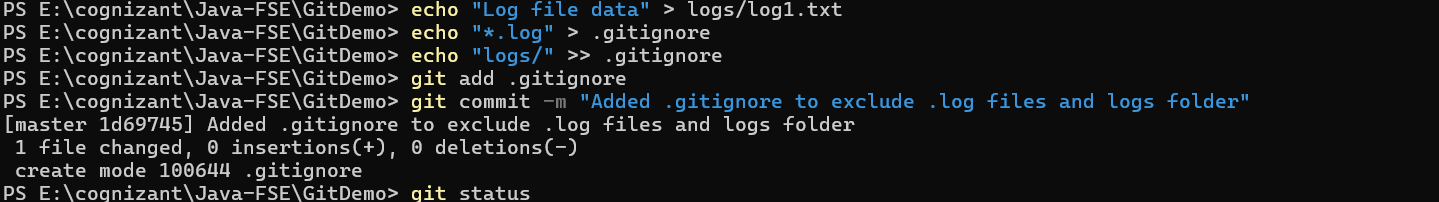 PS E:\cognizant\Java-FSE\GitDemo> echo "Log file data" > logs/log1.txt
PS E:\cognizant\Java-FSE\GitDemo> echo "*.log" > .gitignore
PS E:\cognizant\Java-FSE\GitDemo> echo "logs/" >> .gitignore
PS E:\cognizant\Java-FSE\GitDemo> git add .gitignore
PS E:\cognizant\Java-FSE\GitDemo> git commit -m "Added .gitignore to exclude .log files and logs folder"
[master 1d69745] Added .gitignore to exclude .log files and logs folder
 1 file changed, 0 insertions(+), 0 deletions(-)
 create mode 100644 .gitignore
PS E:\cognizant\Java-FSE\GitDemo> git status